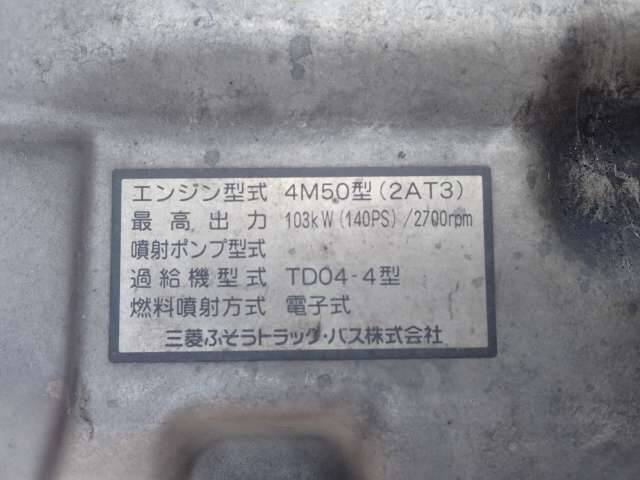 エンジン型式 4M50型(2AT3)
最高出力 103kW(140PS)/2700rpm
噴射ポンプ型式
過給機型式 TD04-4型
燃料噴射方式 電子式
三菱ふそうトラック・バス株式会社